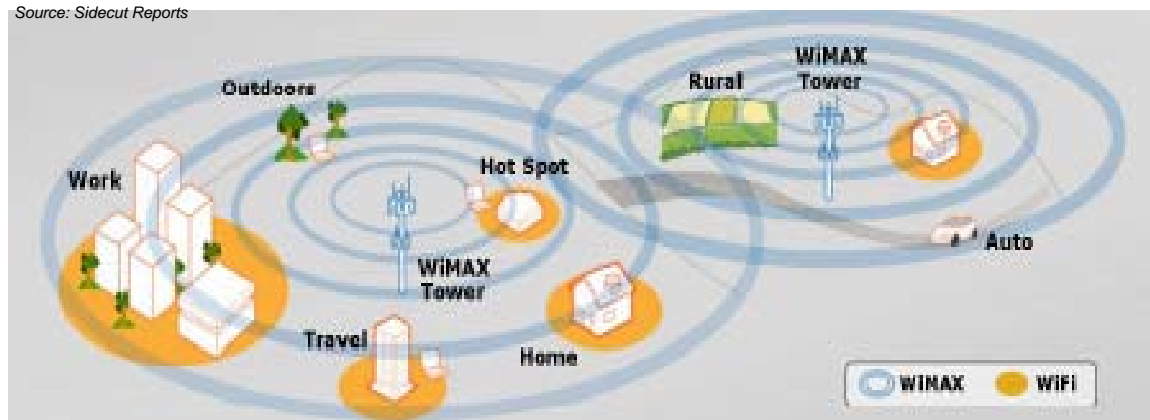 Source: Sidecut Reports
Outdoors
Work
Hot Spot
WiMAX
Tower
Travel
Home
Rural
WiMAX
Tower
Auto
WiMAX
WiFi